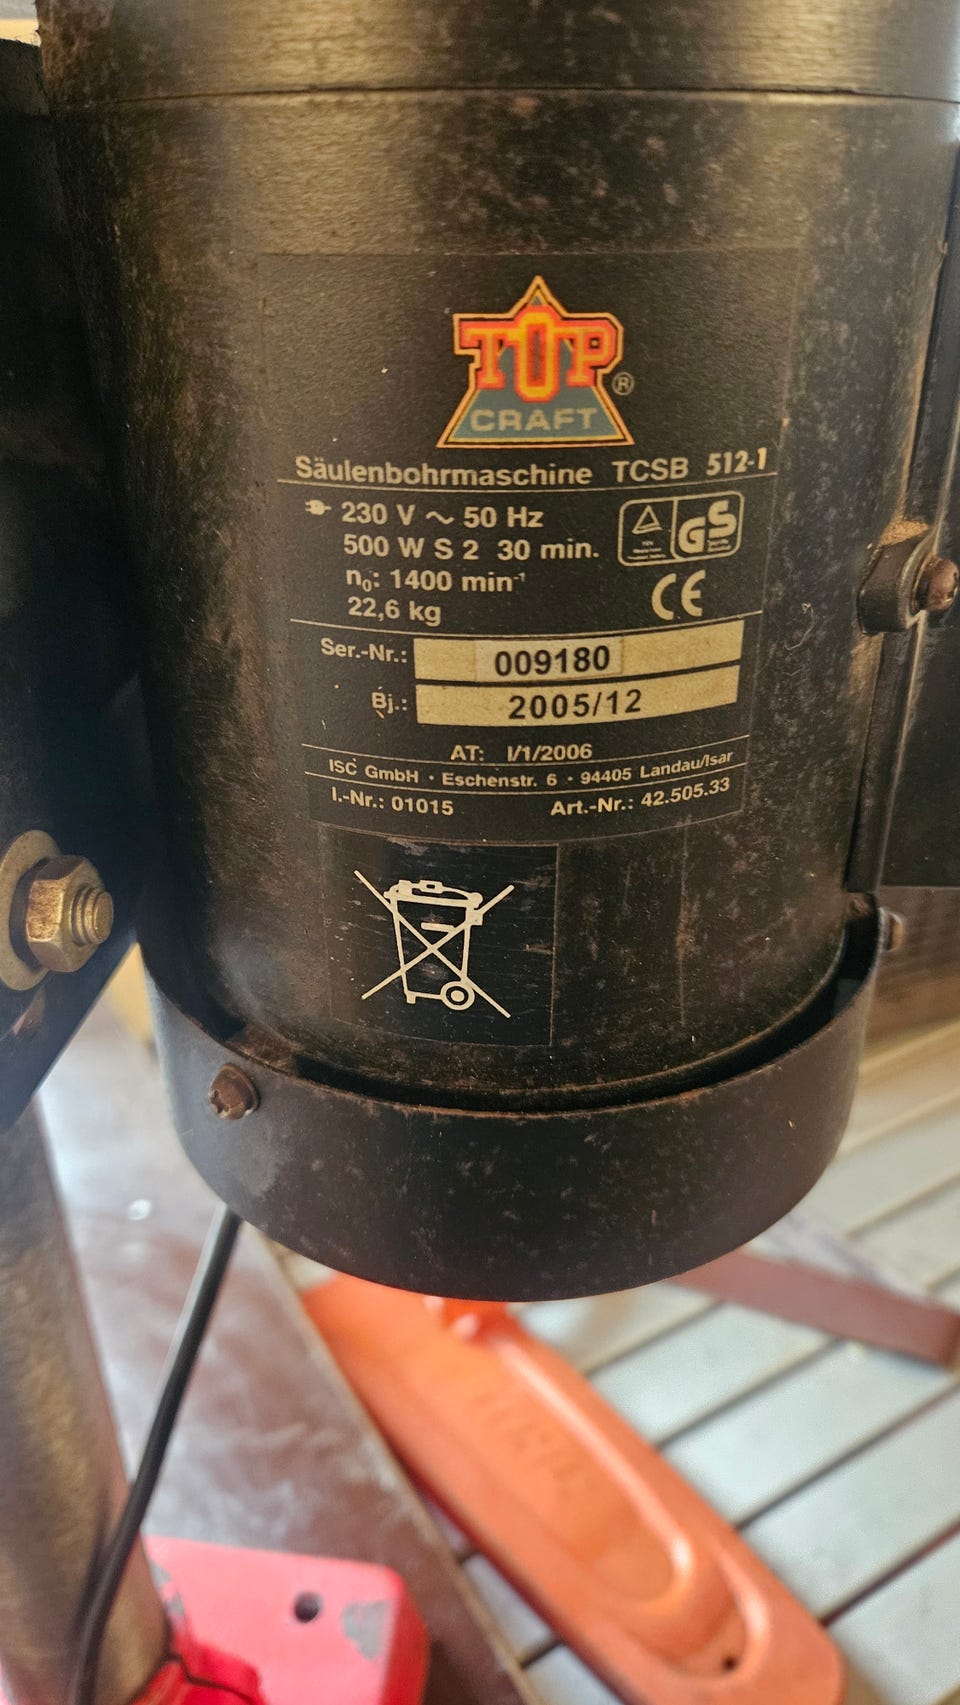 TOP
CRAFT ®
Säulenbohrmaschine TCSB 512-1
230 V ~ 50 Hz
500 W S 2 30 min.
n₀: 1400 min⁻¹
22,6 kg
GS
CE
Ser.-Nr.: 009180
Bj.: 2005/12
AT: I/1/2006
ISC GmbH · Eschenstr. 6 · 94405 Landau/Isar
I.-Nr.: 01015 Art.-Nr.: 42.505.33